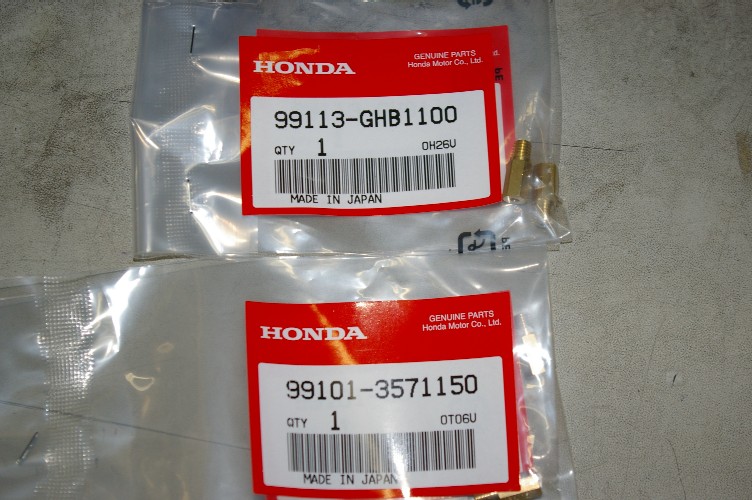 GENUINE PARTS
HONDA
Honda Motor Co., Ltd.
99113-GHB1100
QTY 1 0H26U
MADE IN JAPAN
GENUINE PARTS
HONDA
Honda Motor Co., Ltd.
99101-3571150
QTY 1 0T06U
MADE IN JAPAN